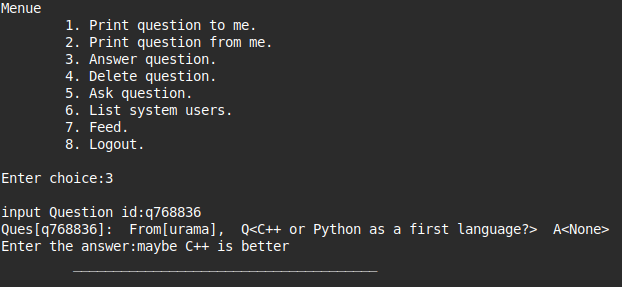 Menue
1. Print question to me.
2. Print question from me.
3. Answer question.
4. Delete question.
5. Ask question.
6. List system users.
7. Feed.
8. Logout.
Enter choice:3
input Question id:q768836
Ques[q768836]:  From[urama],  Q<C++ or Python as a first language?>  A<None>
Enter the answer:maybe C++ is better
______________________________________